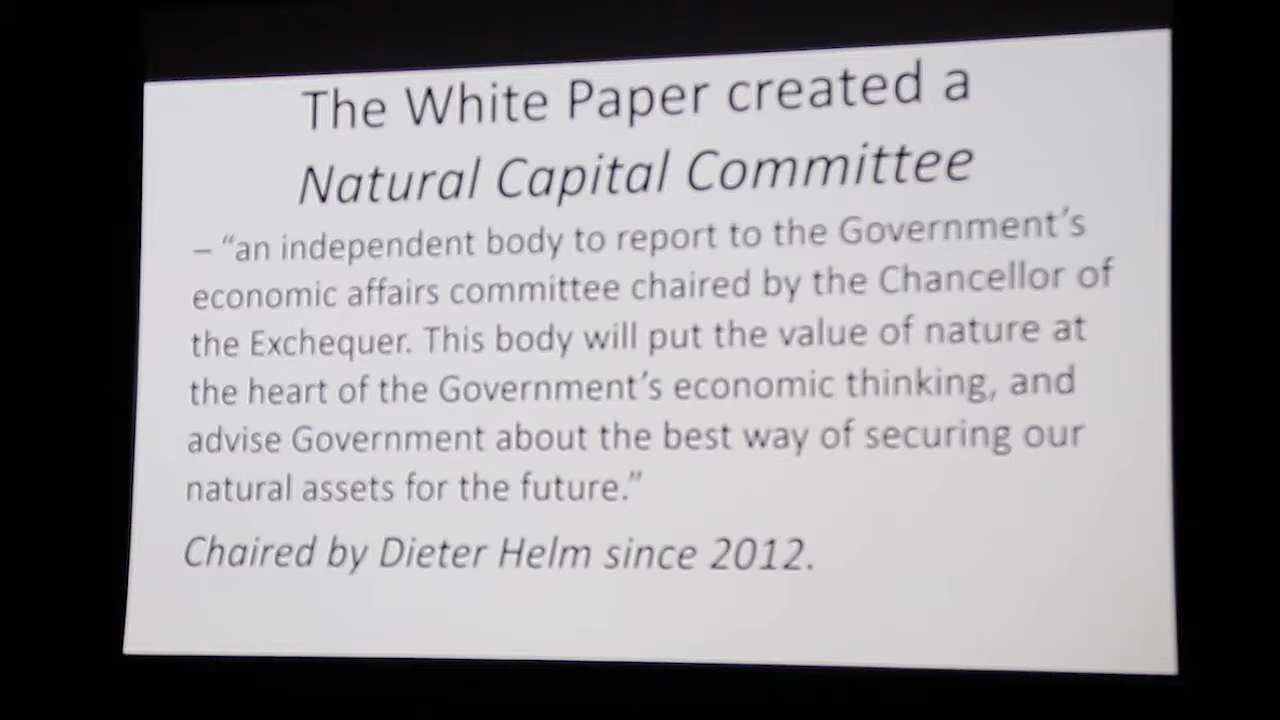 The White Paper created a
Natural Capital Committee
– “an independent body to report to the Government’s
economic affairs committee chaired by the Chancellor of
the Exchequer. This body will put the value of nature at
the heart of the Government’s economic thinking, and
advise Government about the best way of securing our
natural assets for the future.”
Chaired by Dieter Helm since 2012.